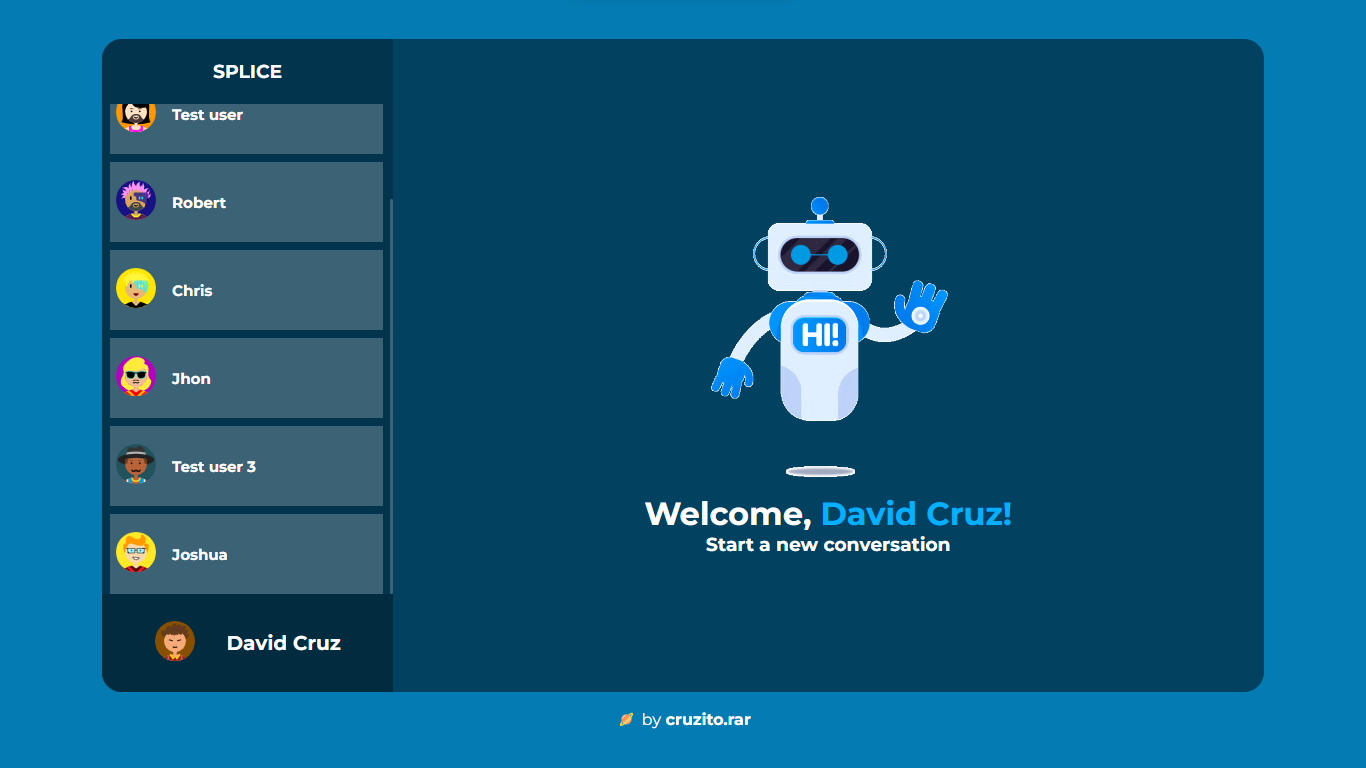 SPLICE
Test user
Robert
Chris
Jhon
Test user 3
Joshua
David Cruz
HI!
Welcome, David Cruz!
Start a new conversation
by cruzito.rar